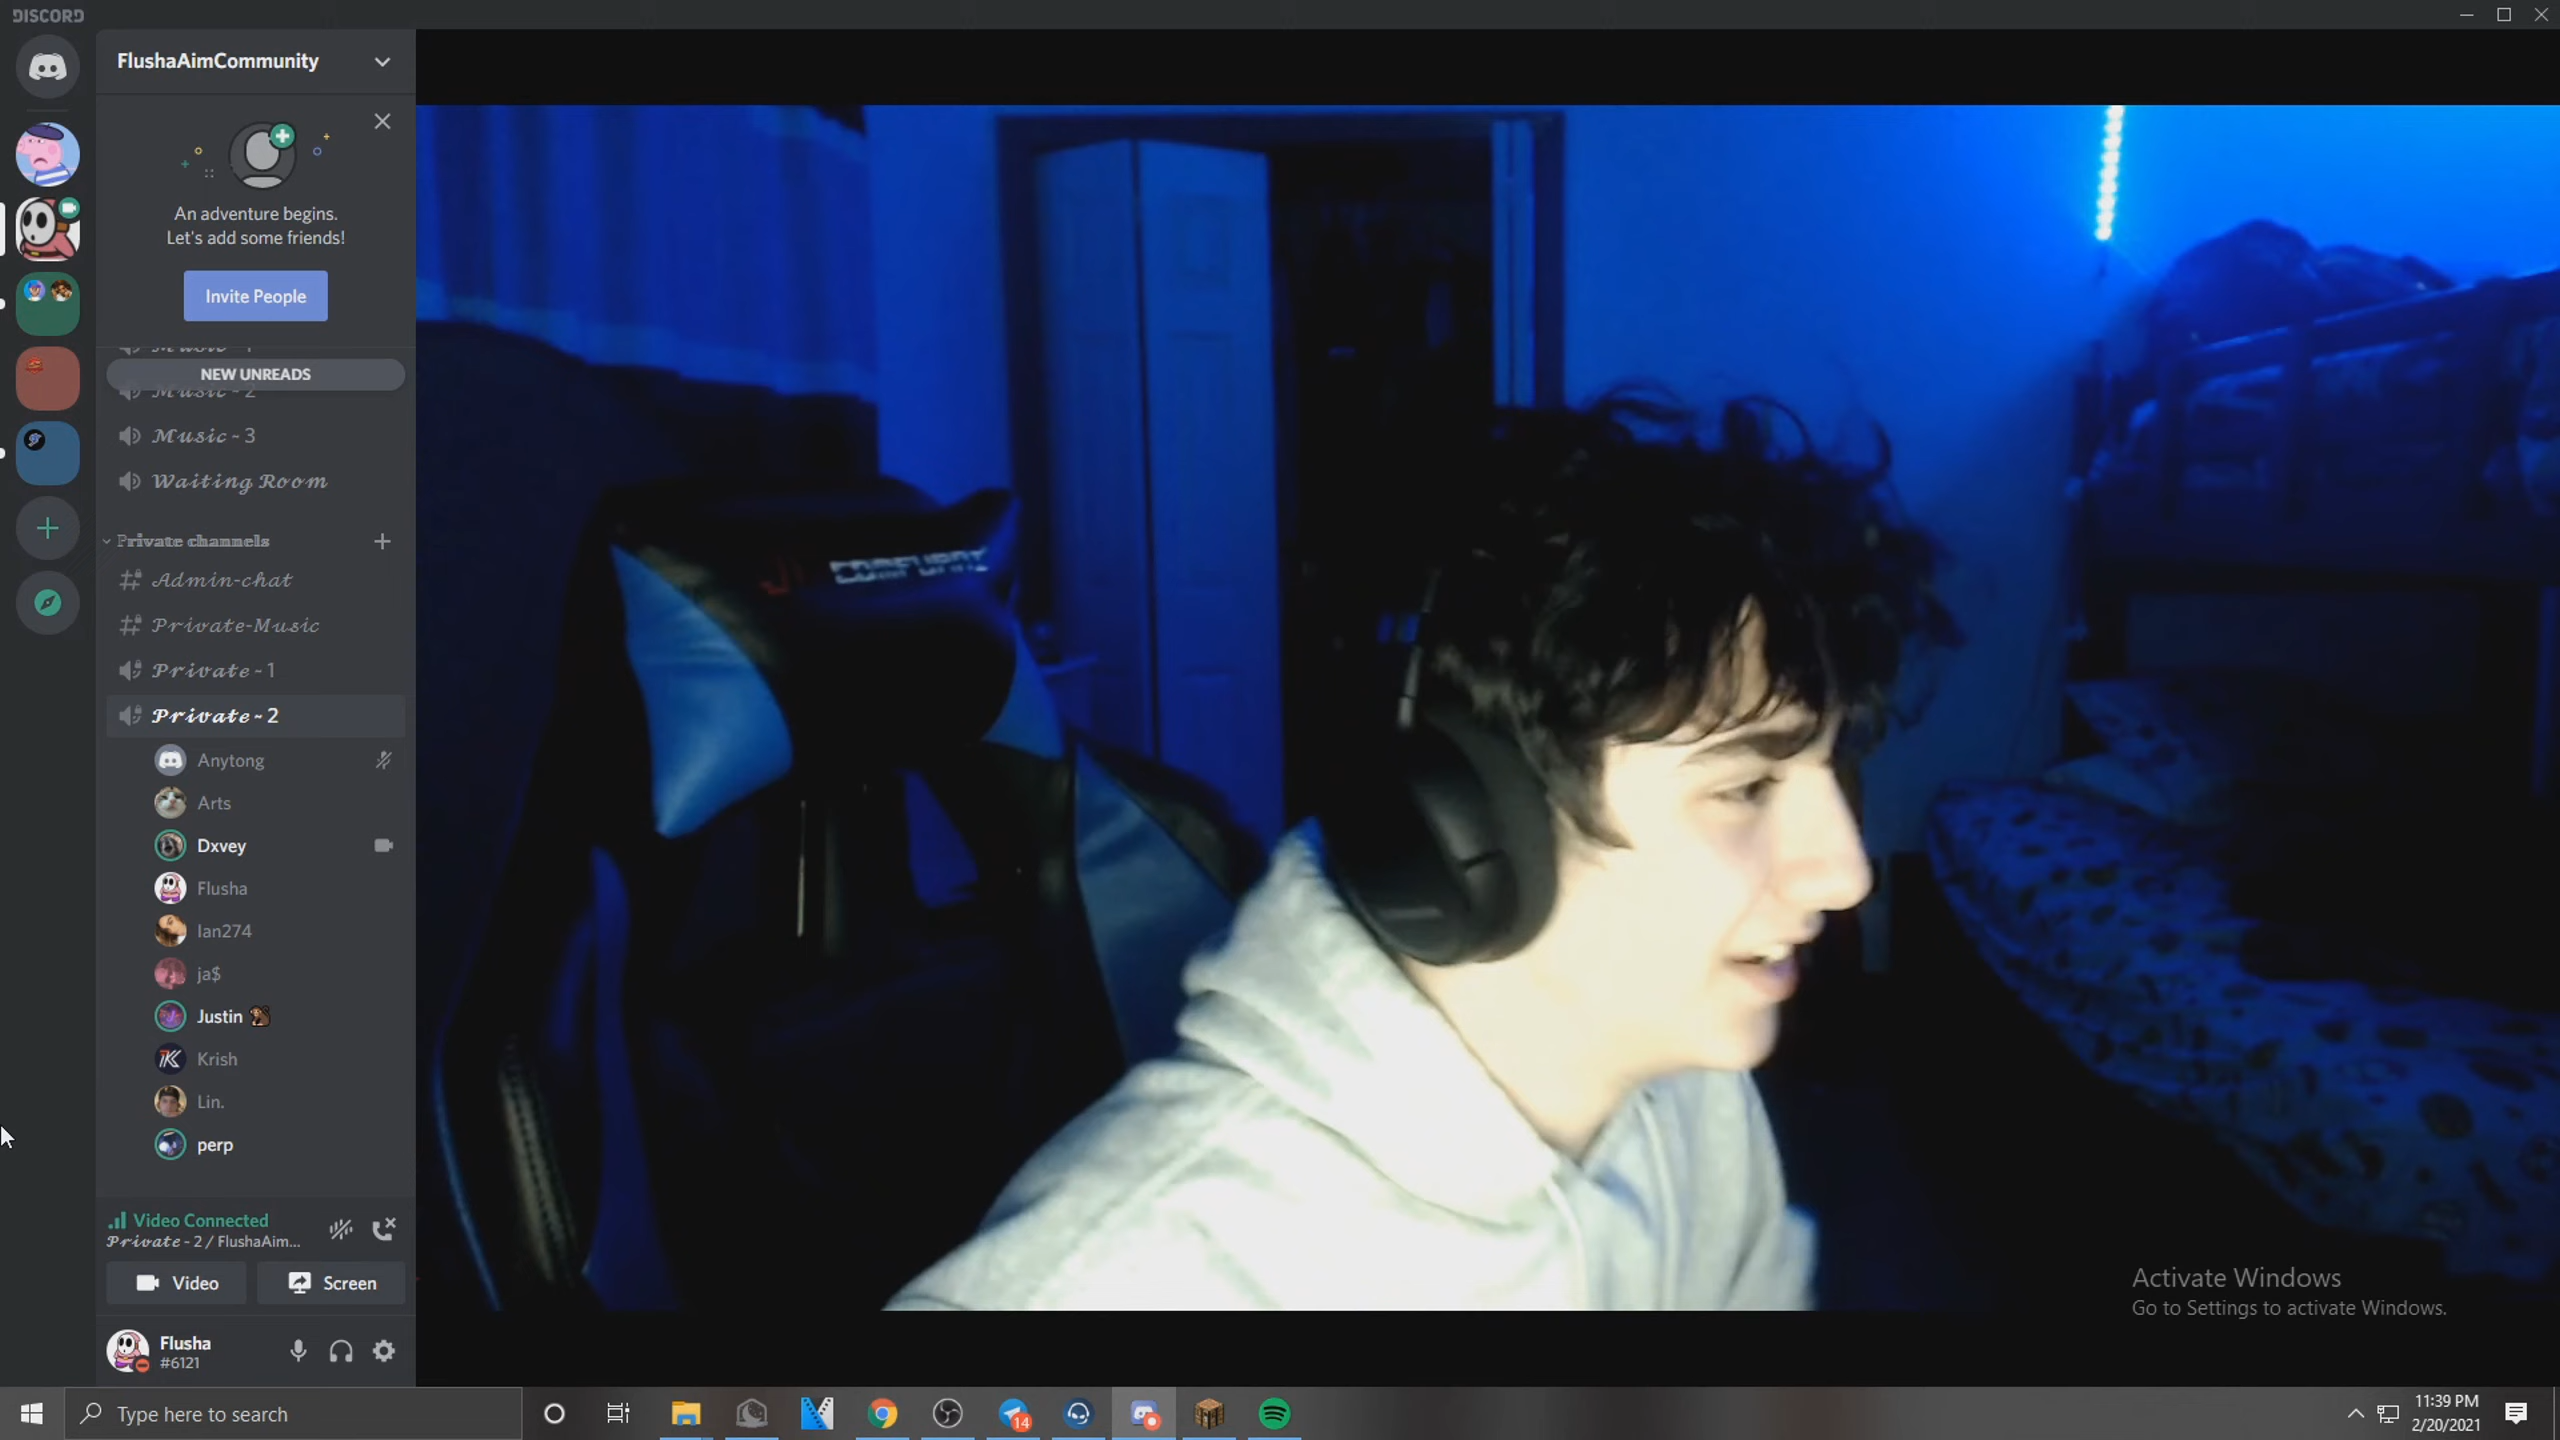 DISCORD
FlushaAimCommunity
An adventure begins.
Let's add some friends!
Invite People
NEW UNREADS
Music - 2
Music - 3
Waiting Room
Private channels
Admin-chat
Private-Music
Private - 1
Private - 2
Anytong
Arts
Dxvey
Flusha
Ian274
ja$
Justin
Krish
Lin.
perp
Video Connected
Private - 2 / FlushaAim...
Video
Screen
Flusha
#6121
Activate Windows
Go to Settings to activate Windows.
Type here to search
14
11:39 PM
2/20/2021